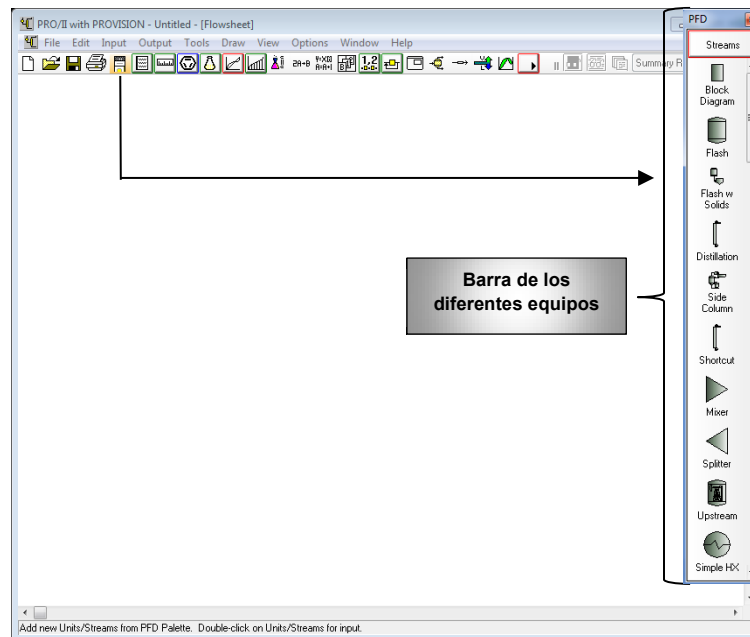 PRO/II with PROVISION - Untitled - [Flowsheet]
File Edit Input Output Tools Draw View Options Window Help
Summary R
PFD
Streams
Block
Diagram
Flash
Flash w
Solids
Distillation
Side
Column
Shortcut
Mixer
Splitter
Upstream
Simple HX
Barra de los
diferentes equipos
Add new Units/Streams from PFD Palette. Double-click on Units/Streams for input.